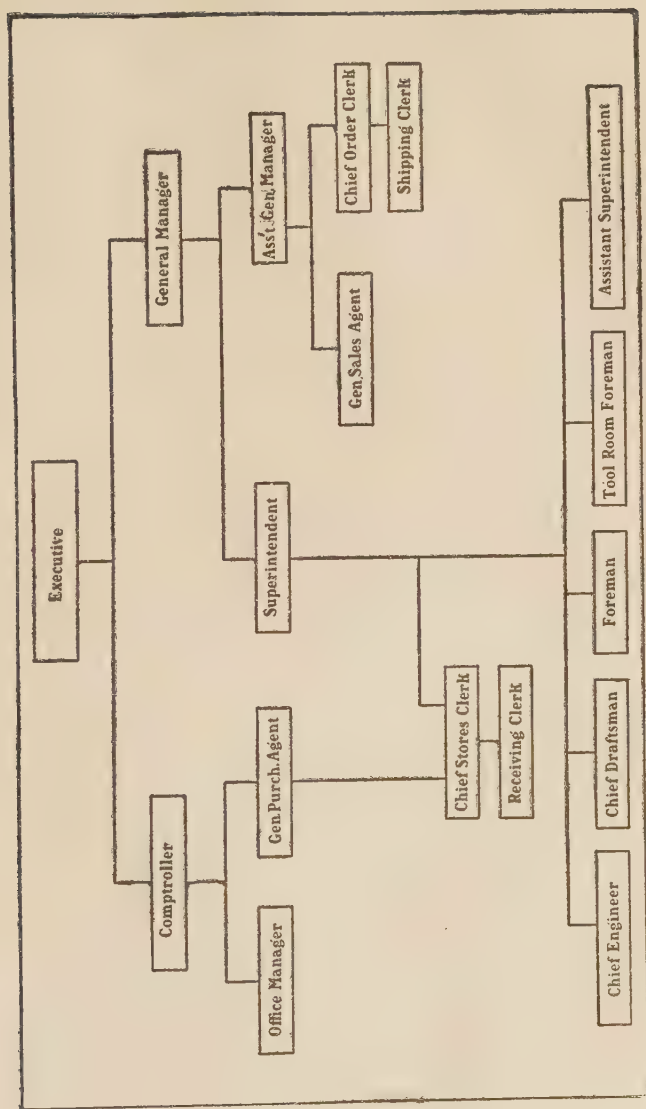 Executive
Comptroller
General Manager
Office Manager
Gen. Purch. Agent
Superintendent
Ass't. Gen. Manager
Gen. Sales Agent
Chief Order Clerk
Shipping Clerk
Chief Stores Clerk
Receiving Clerk
Chief Engineer
Chief Draftsman
Foreman
Tool Room Foreman
Assistant Superintendent